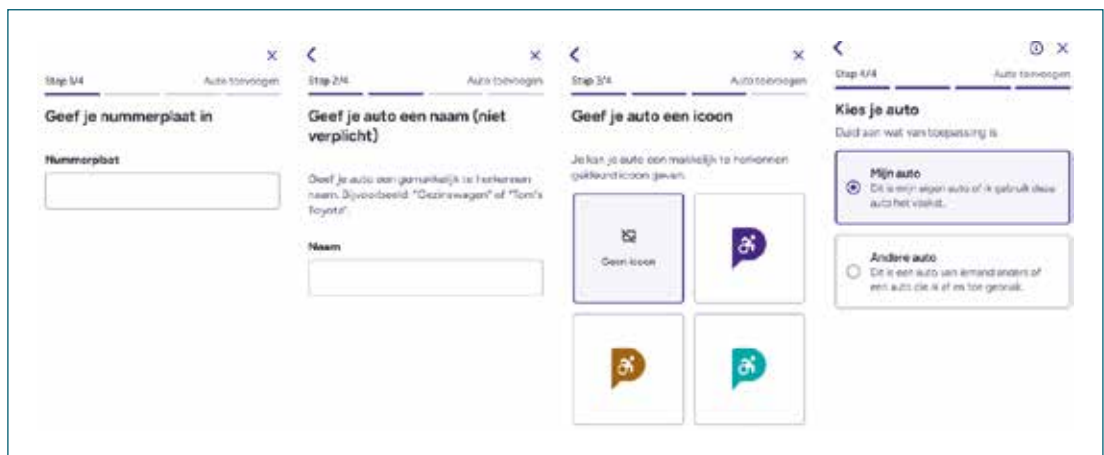 Stap 1/4
Auto toevoegen
Geef je nummerplaat in
Nummerplaat
Stap 2/4
Auto toevoegen
Geef je auto een naam (niet
verplicht)
Geef je auto een gemakkelijk te herkennen
naam. Bijvoorbeeld "Gezinswagen" of "Tom's
Toyota".
Naam
Stap 3/4
Auto toevoegen
Geef je auto een icoon
Je kan je auto een makkelijk te herkennen
gekleurd icoon geven.
Geen icoon
Stap 4/4
Auto toevoegen
Kies je auto
Duid aan wat van toepassing is
Mijn auto
Dit is mijn eigen auto of ik gebruik deze
auto het vaakst.
Andere auto
Dit is een auto van iemand anders of
een auto die ik af en toe gebruik.